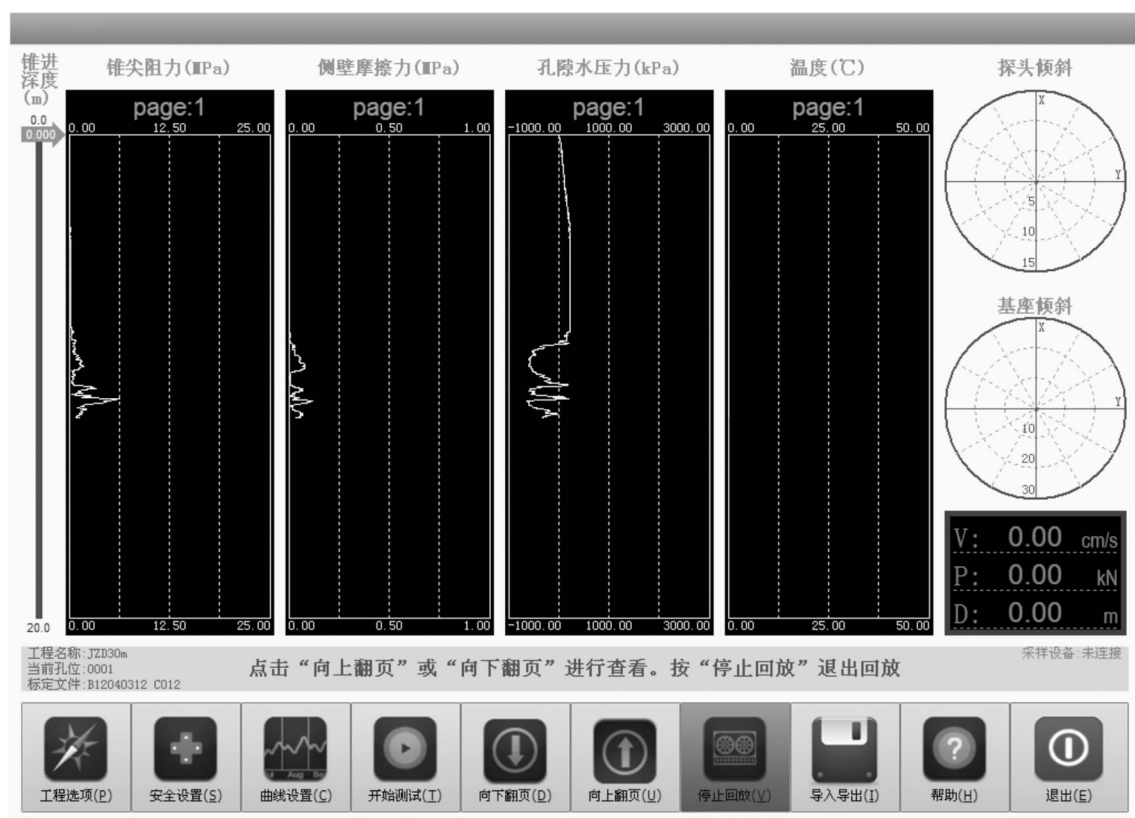 锥进
深度
(m)
锥尖阻力(MPa)
侧壁摩擦力(MPa)
孔隙水压力(kPa)
温度(℃)
探头倾斜
0.0
0.000
page:1
0.00 12.50 25.00
page:1
0.00 0.50 1.00
page:1
-1000.00 1000.00 3000.00
page:1
0.00 25.00 50.00
X
Y
5
10
15
基座倾斜
X
Y
10
20
30
V: 0.00 cm/s
P: 0.00 kN
D: 0.00 m
20.0
0.00 12.50 25.00
0.00 0.50 1.00
-1000.00 1000.00 3000.00
0.00 25.00 50.00
工程名称:JZD30m
当前孔位:0001
标定文件:B12040312 C012
点击“向上翻页”或“向下翻页”进行查看。按“停止回放”退出回放
采样设备:未连接
Aug
工程选项(P)
安全设置(S)
曲线设置(C)
开始测试(T)
向下翻页(D)
向上翻页(U)
停止回放(V)
导入导出(I)
帮助(H)
退出(E)